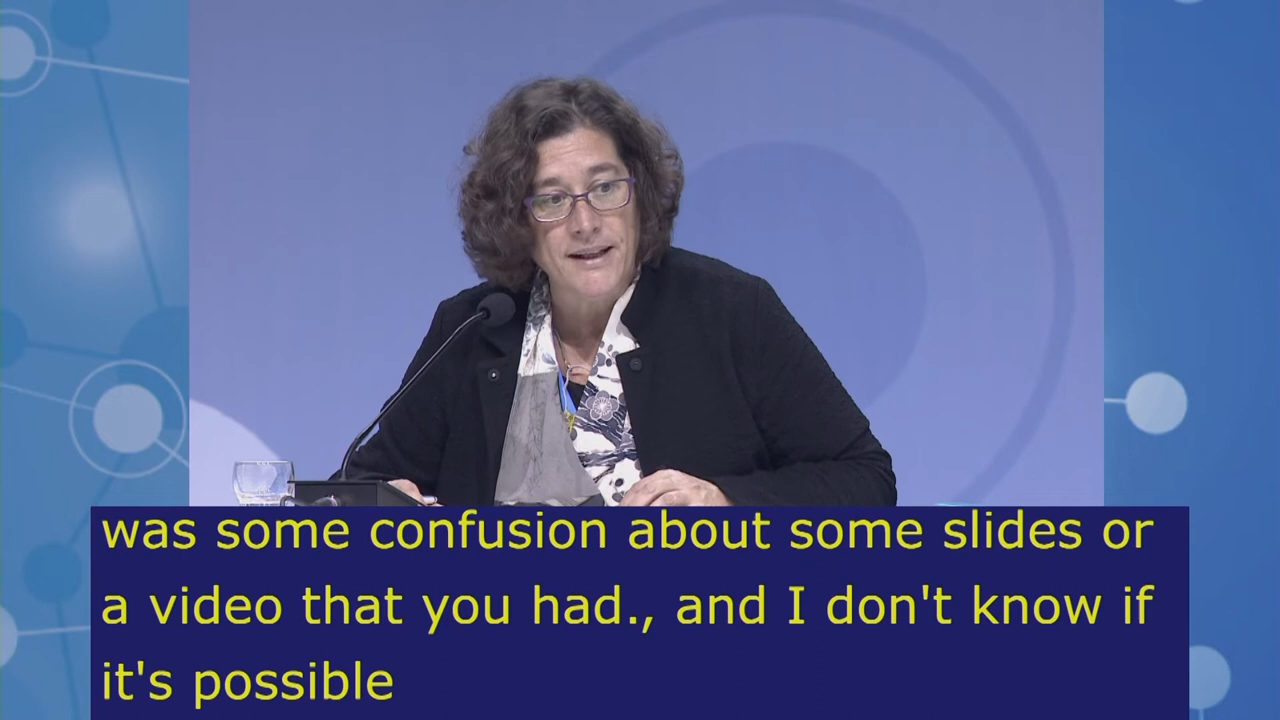 was some confusion about some slides or
a video that you had., and I don't know if
it's possible